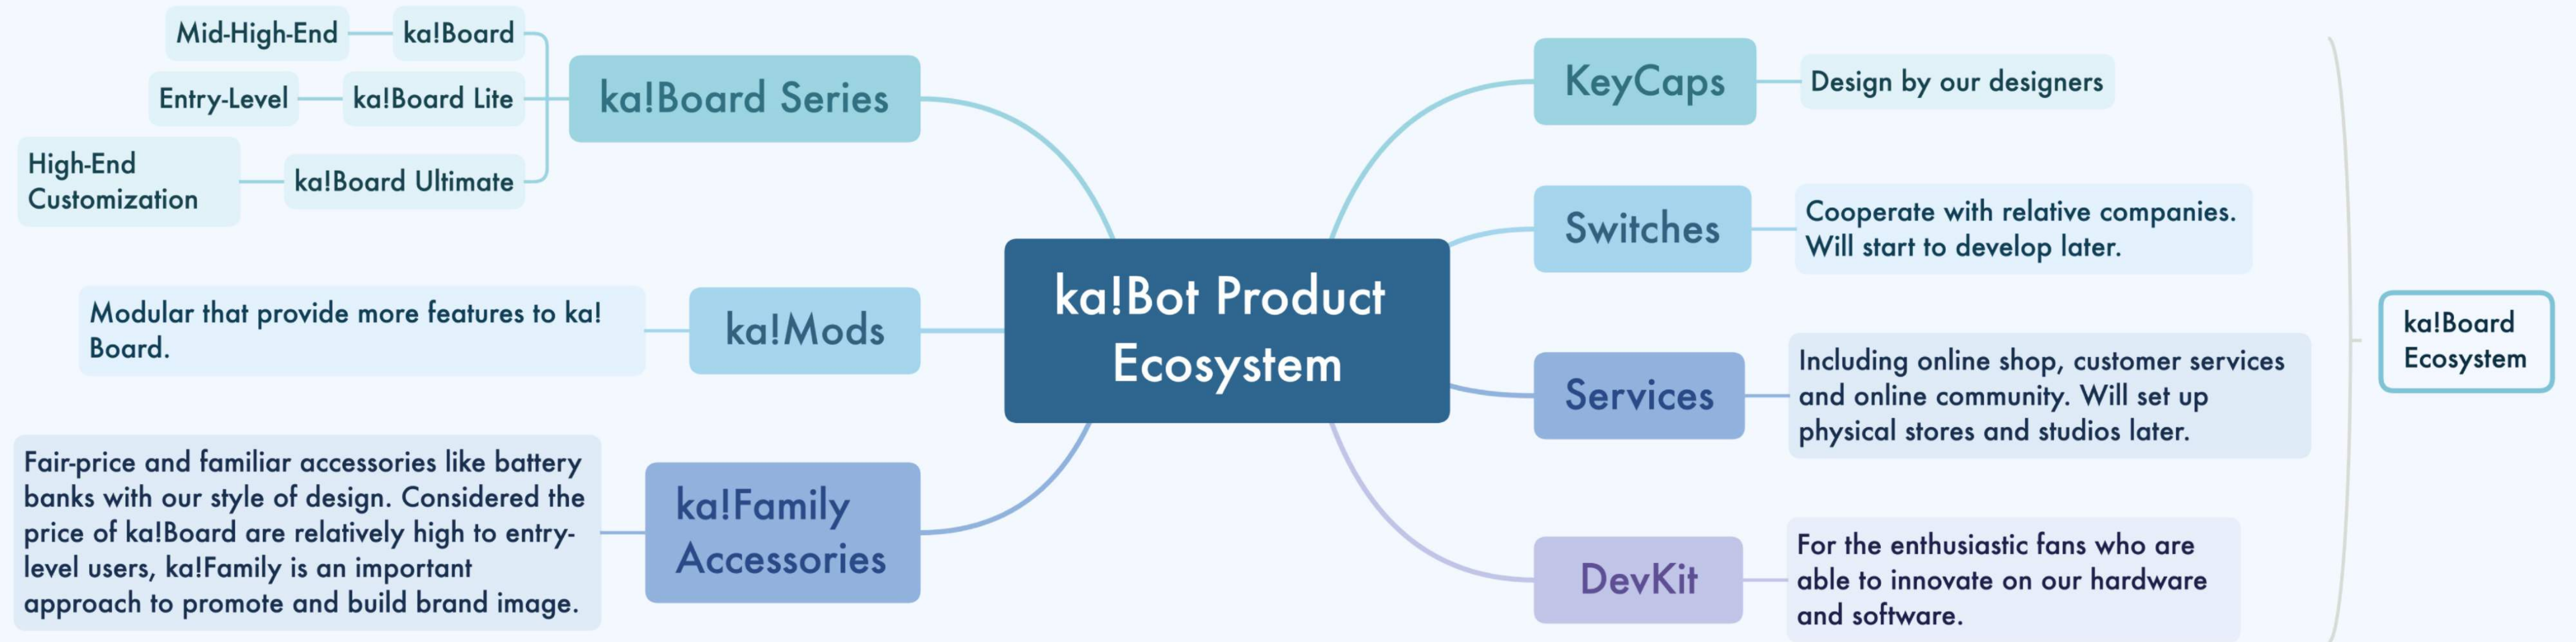 Mid-High-End
ka!Board
Entry-Level
ka!Board Lite
High-End
Customization
ka!Board Ultimate
ka!Board Series
Modular that provide more features to ka!
Board.
ka!Mods
Fair-price and familiar accessories like battery
banks with our style of design. Considered the
price of ka!Board are relatively high to entry-
level users, ka!Family is an important
approach to promote and build brand image.
ka!Family
Accessories
ka!Bot Product
Ecosystem
KeyCaps
Design by our designers
Switches
Cooperate with relative companies.
Will start to develop later.
Services
Including online shop, customer services
and online community. Will set up
physical stores and studios later.
DevKit
For the enthusiastic fans who are
able to innovate on our hardware
and software.
ka!Board
Ecosystem